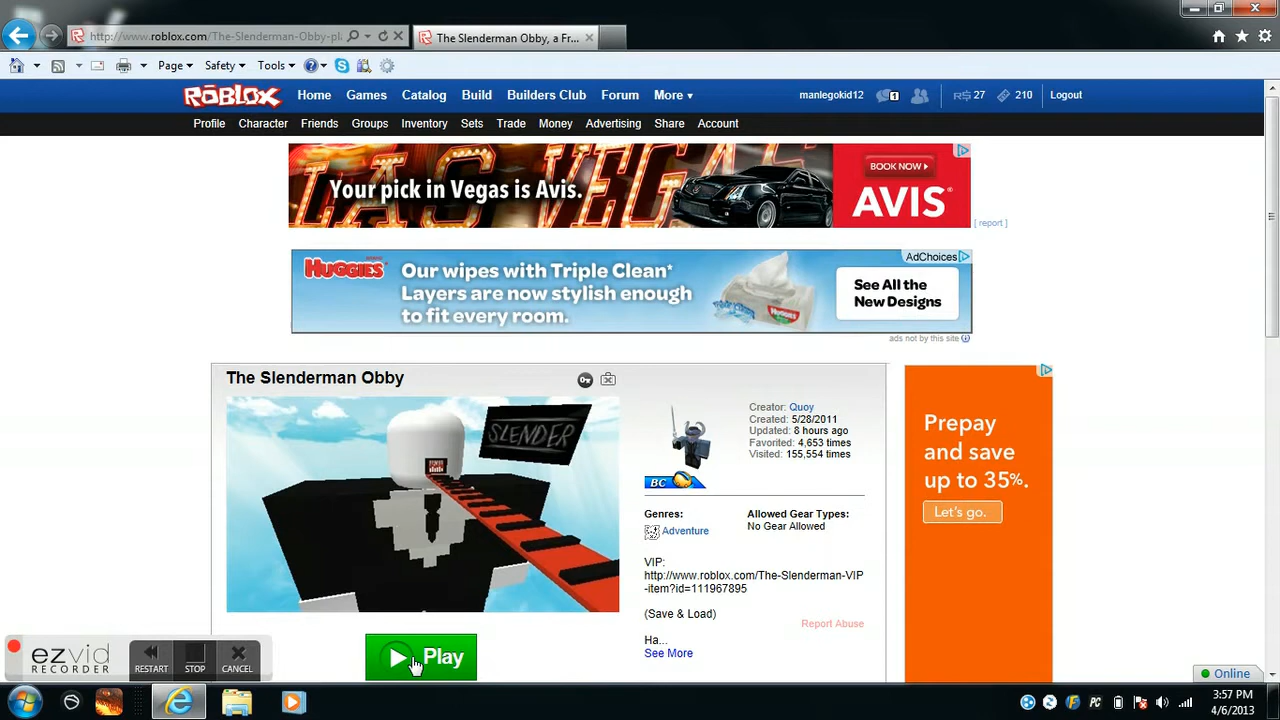 http://www.roblox.com/The-Slenderman-Obby-pl
The Slenderman Obby, a Fr...
Page
Safety
Tools
ROBLOX
Home Games Catalog Build Builders Club Forum More
manlegokid12 1 R$ 27 210 Logout
Profile Character Friends Groups Inventory Sets Trade Money Advertising Share Account
LAS VEGAS
Your pick in Vegas is Avis.
BOOK NOW
AVIS
[ report ]
AdChoices
HUGGIES
Our wipes with Triple Clean*
Layers are now stylish enough
to fit every room.
See All the
New Designs
ads not by this site
The Slenderman Obby
SLENDER
Creator: Quoy
Created: 5/28/2011
Updated: 8 hours ago
Favorited: 4,653 times
Visited: 155,554 times
BC
Genres:
Adventure
Allowed Gear Types:
No Gear Allowed
VIP:
http://www.roblox.com/The-Slenderman-VIP
-item?id=111967895
(Save & Load)
Report Abuse
Ha...
See More
Prepay
and save
up to 35%.
Let's go.
Play
ezvid
RECORDER
RESTART
STOP
CANCEL
Online
PC
3:57 PM
4/6/2013